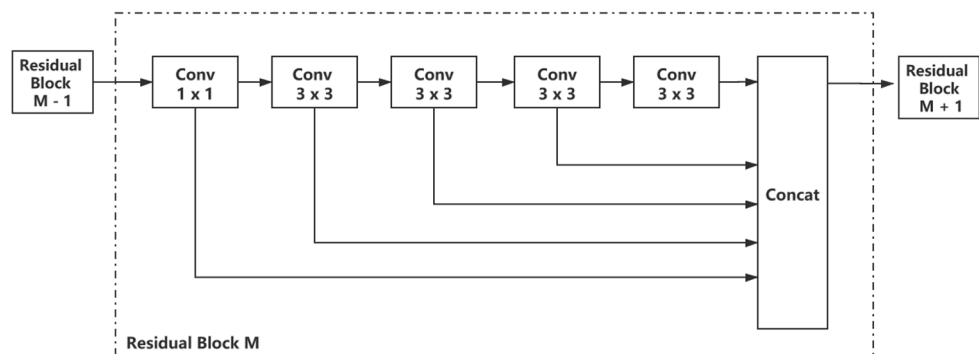 Residual
Block
M - 1
Conv
1 x 1
Conv
3 x 3
Conv
3 x 3
Conv
3 x 3
Conv
3 x 3
Concat
Residual
Block
M + 1
Residual Block M